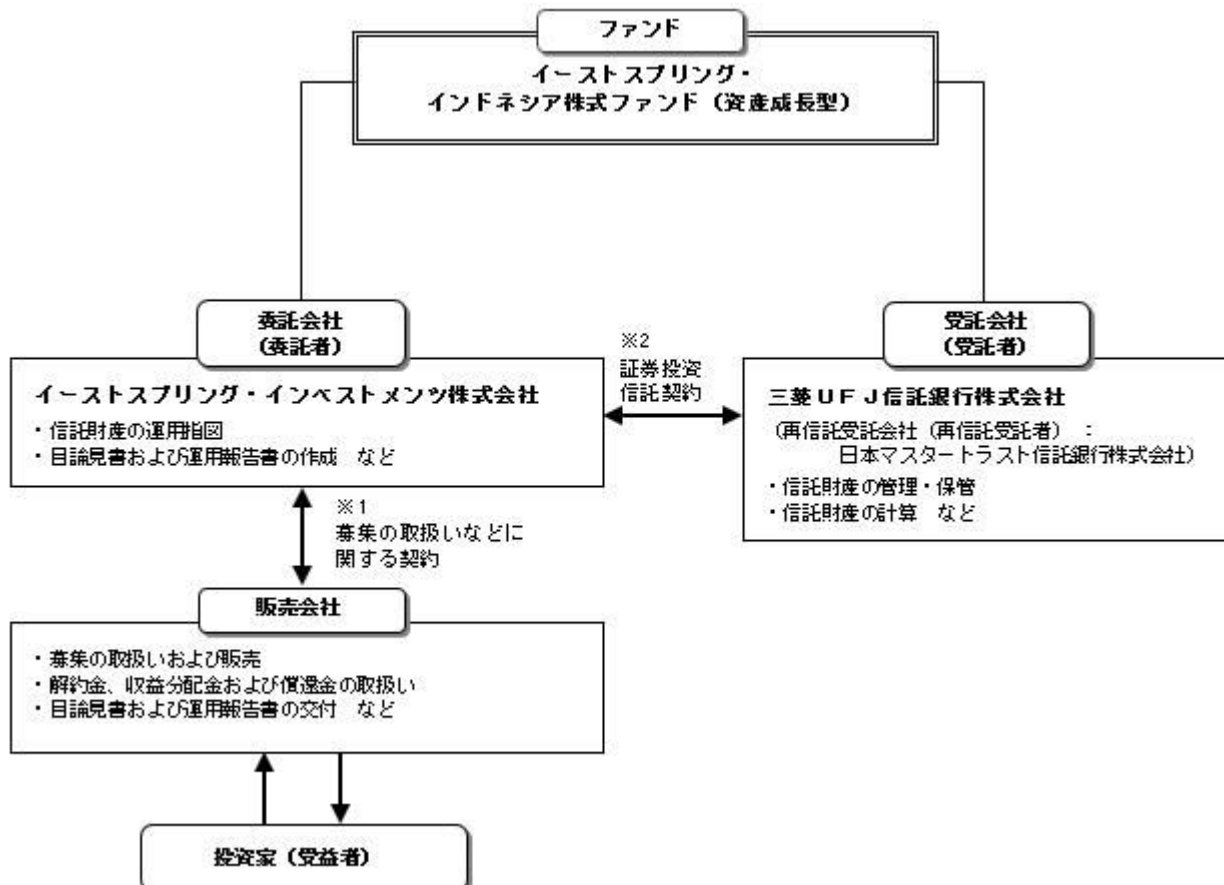 ファンド
イーストスプリング・
インドネシア株式ファンド（資産成長型）
委託会社
（委託者）
イーストスプリング・インベストメンツ株式会社
・信託財産の運用指図
・目論見書および運用報告書の作成　など
※2
証券投資
信託契約
受託会社
（受託者）
三菱ＵＦＪ信託銀行株式会社
（再信託受託会社（再信託受託者）　：
日本マスタートラスト信託銀行株式会社）
・信託財産の管理・保管
・信託財産の計算　など
※1
募集の取扱いなどに
関する契約
販売会社
・募集の取扱いおよび販売
・解約金、収益分配金および償還金の取扱い
・目論見書および運用報告書の交付　など
投資家（受益者）